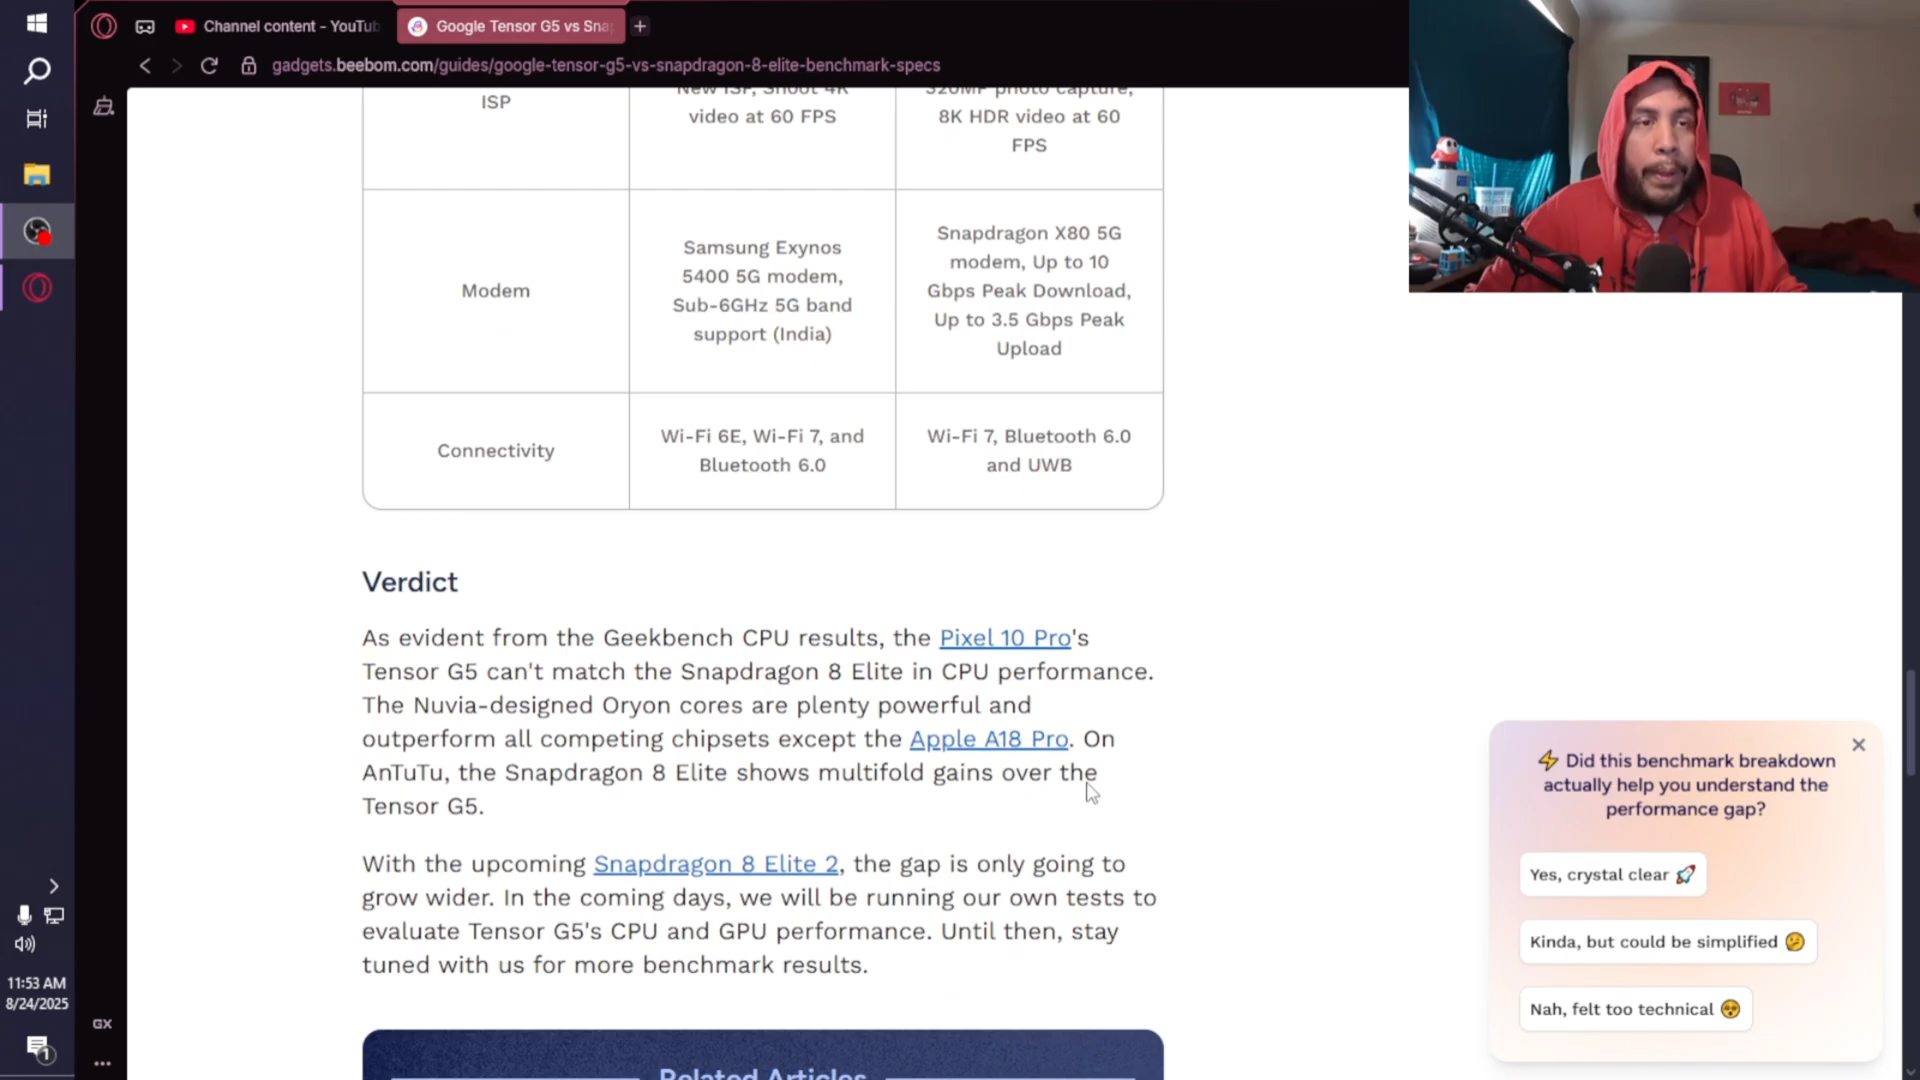 Channel content - YouTub
Google Tensor G5 vs Sna
gadgets.beebom.com/guides/google-tensor-g5-vs-snapdragon-8-elite-benchmark-specs
ISP
New ISP, Shoot 4K
video at 60 FPS
320MP photo capture,
8K HDR video at 60
FPS
Modem
Samsung Exynos
5400 5G modem,
Sub-6GHz 5G band
support (India)
Snapdragon X80 5G
modem, Up to 10
Gbps Peak Download,
Up to 3.5 Gbps Peak
Upload
Connectivity
Wi-Fi 6E, Wi-Fi 7, and
Bluetooth 6.0
Wi-Fi 7, Bluetooth 6.0
and UWB
Verdict
As evident from the Geekbench CPU results, the Pixel 10 Pro's
Tensor G5 can't match the Snapdragon 8 Elite in CPU performance.
The Nuvia-designed Oryon cores are plenty powerful and
outperform all competing chipsets except the Apple A18 Pro. On
AnTuTu, the Snapdragon 8 Elite shows multifold gains over the
Tensor G5.
With the upcoming Snapdragon 8 Elite 2, the gap is only going to
grow wider. In the coming days, we will be running our own tests to
evaluate Tensor G5's CPU and GPU performance. Until then, stay
tuned with us for more benchmark results.
Related Articles
⚡ Did this benchmark breakdown
actually help you understand the
performance gap?
Yes, crystal clear 🚀
Kinda, but could be simplified 🤔
Nah, felt too technical 😵
11:53 AM
8/24/2025
GX
1